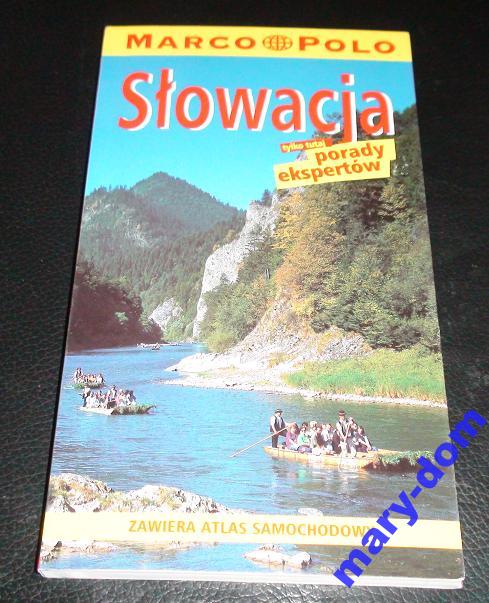 MARCO POLO
Słowacja
tylko tutaj
porady
ekspertów
ZAWIERA ATLAS SAMOCHODOWY
mary-dom